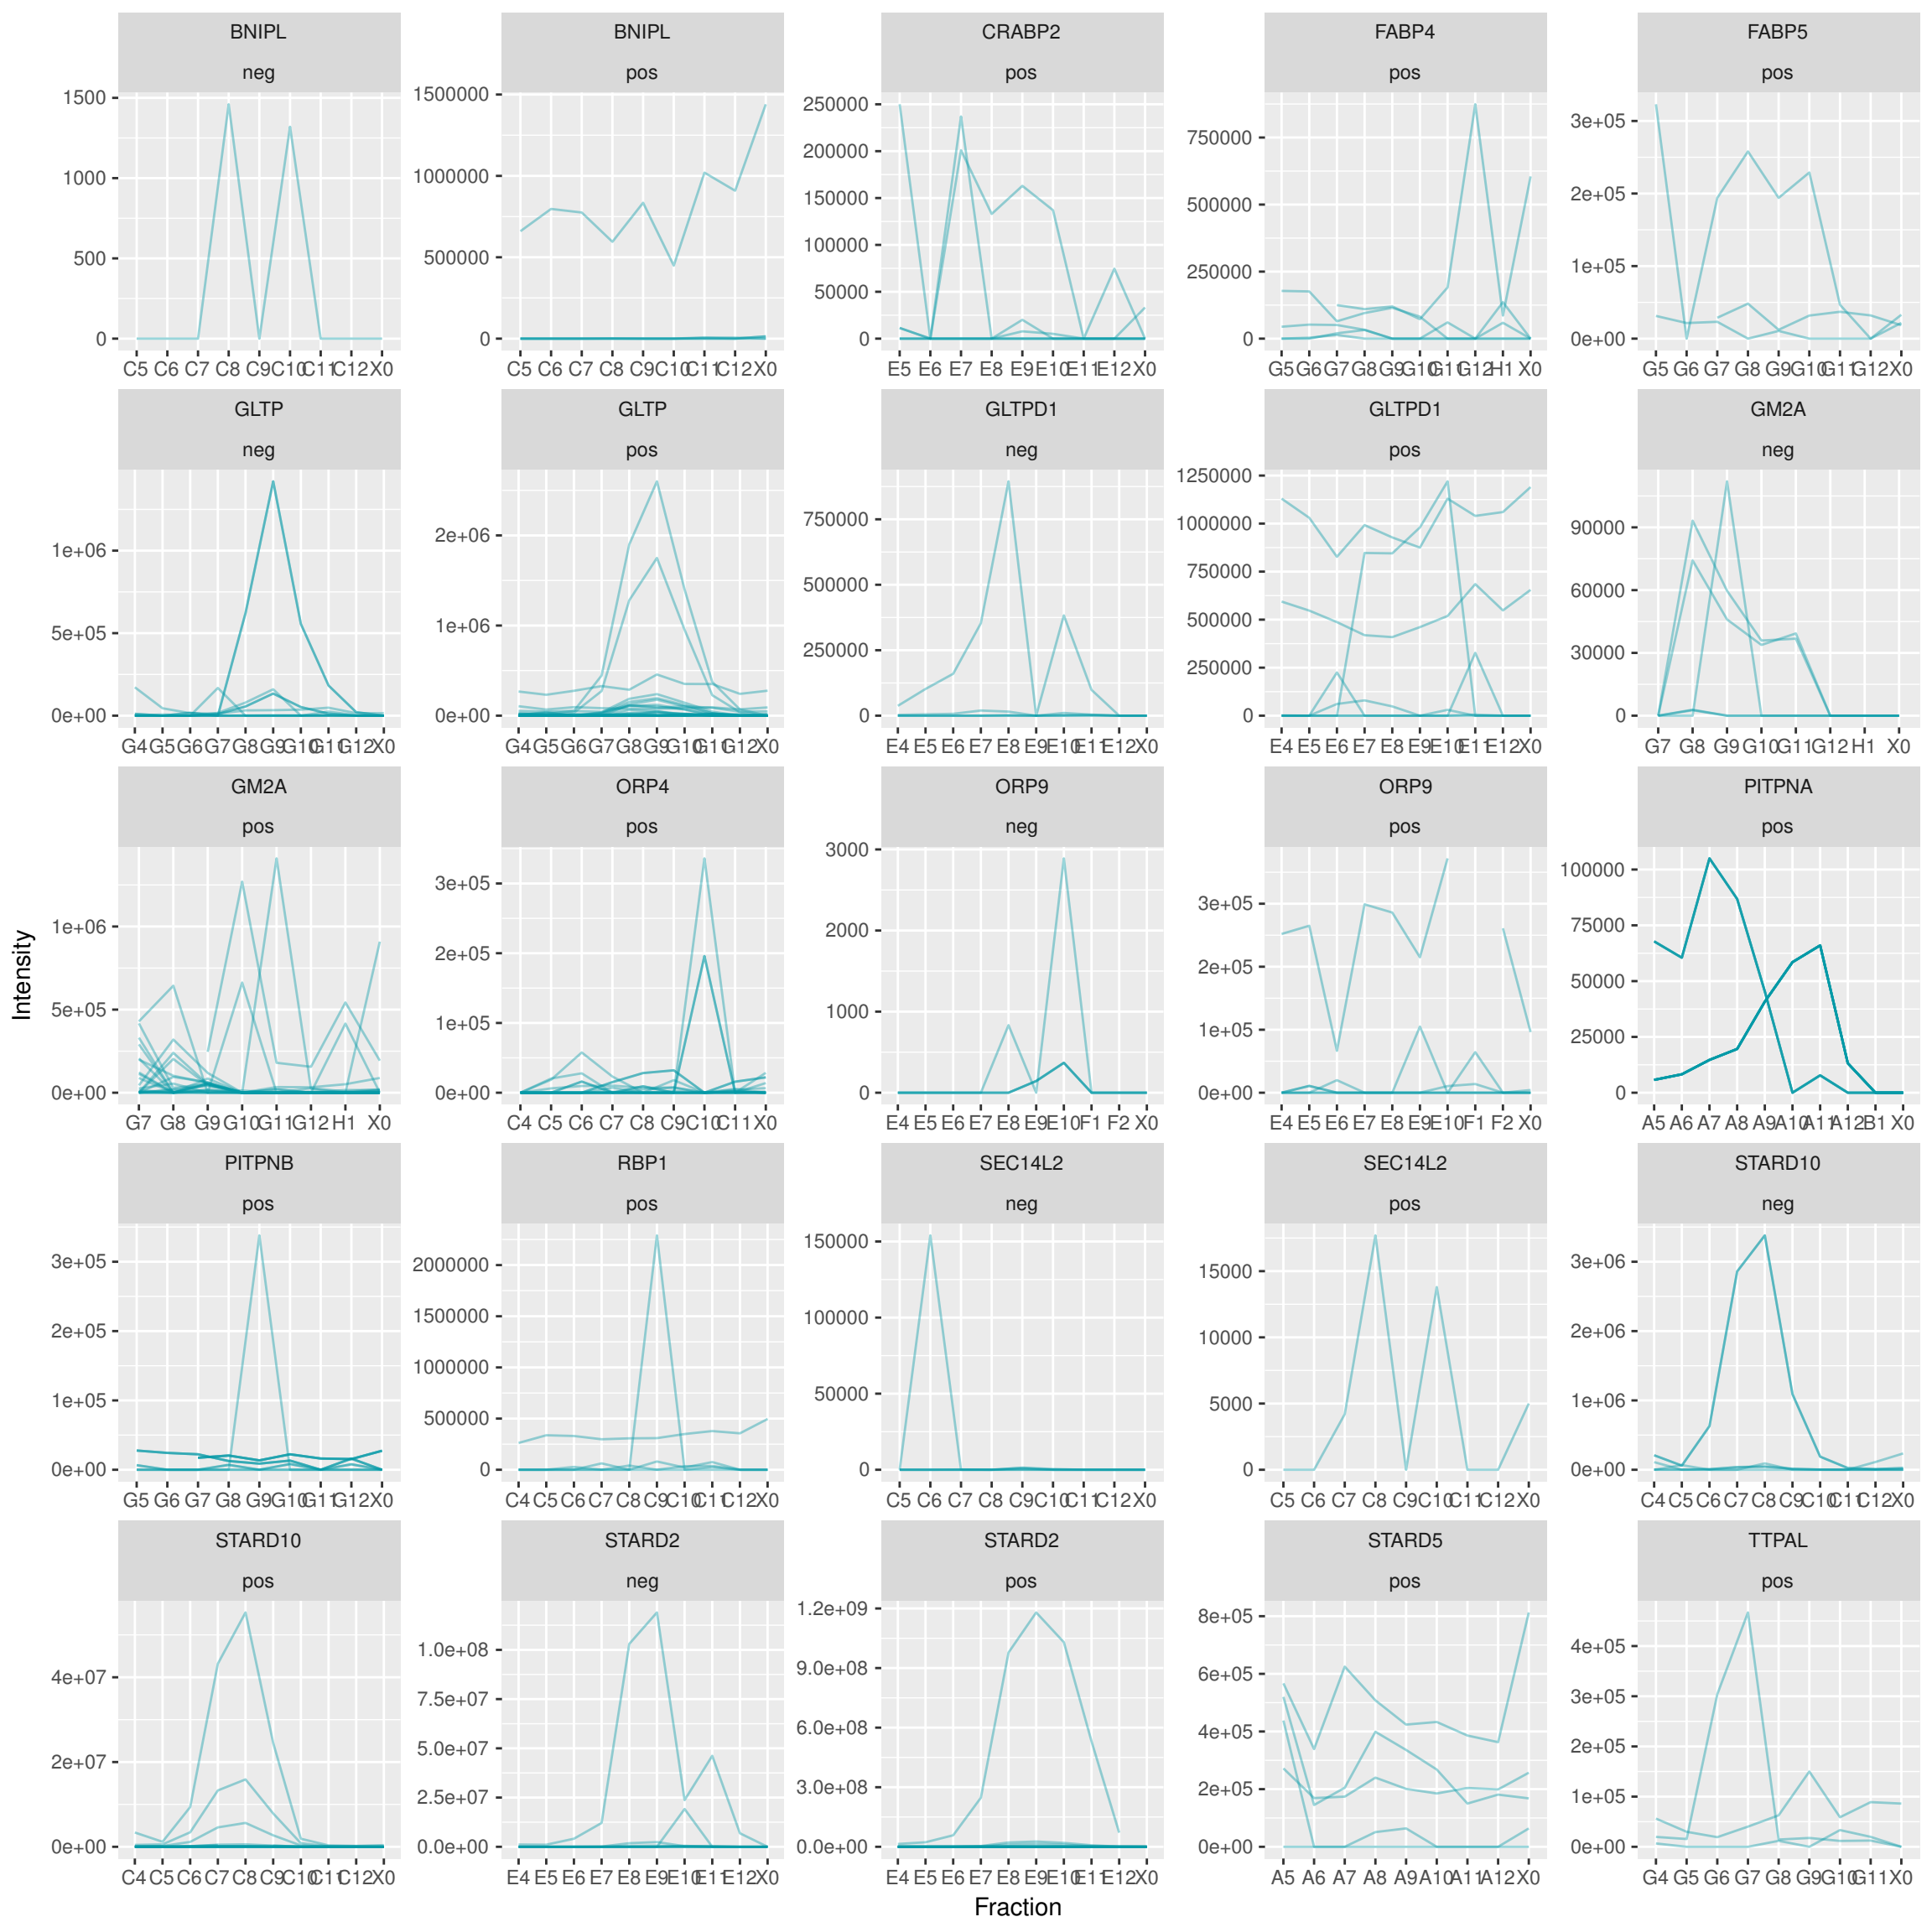 BNIPL BNIPL CRABP2 FABP4 FABP5
neg pos pos pos pos
1500 1000 500 0
1500000 1000000 500000 0
250000 200000 150000 100000 50000 0
750000 500000 250000 0
3e+05 2e+05 1e+05 0e+00
C5 C6 C7 C8 C9 C10 C11 C12 X0
C5 C6 C7 C8 C9 C10 C11 C12 X0
E5 E6 E7 E8 E9 E10 E11 E12 X0
G5 G6 G7 G8 G9 G10 G11 G12 H1 X0
G5 G6 G7 G8 G9 G10 G11 G12 X0
GLTP GLTP GLTPD1 GLTPD1 GM2A
neg pos neg pos neg
1e+06 5e+05 0e+00
2e+06 1e+06 0e+00
750000 500000 250000 0
1250000 1000000 750000 500000 250000 0
90000 60000 30000 0
G4 G5 G6 G7 G8 G9 G10 G11 G12 X0
G4 G5 G6 G7 G8 G9 G10 G11 G12 X0
E4 E5 E6 E7 E8 E9 E10 E11 E12 X0
E4 E5 E6 E7 E8 E9 E10 E11 E12 X0
G7 G8 G9 G10 G11 G12 H1 X0
GM2A ORP4 ORP9 ORP9 PITPNA
pos pos neg pos pos
Intensity
1e+06 5e+05 0e+00
3e+05 2e+05 1e+05 0e+00
3000 2000 1000 0
3e+05 2e+05 1e+05 0e+00
100000 75000 50000 25000 0
G7 G8 G9 G10 G11 G12 H1 X0
C4 C5 C6 C7 C8 C9 C10 C11 X0
E4 E5 E6 E7 E8 E9 E10 F1 F2 X0
E4 E5 E6 E7 E8 E9 E10 F1 F2 X0
A5 A6 A7 A8 A9 A10 A11 A12 B1 X0
PITPNB RBP1 SEC14L2 SEC14L2 STARD10
pos pos neg pos neg
3e+05 2e+05 1e+05 0e+00
2000000 1500000 1000000 500000 0
150000 100000 50000 0
15000 10000 5000 0
3e+06 2e+06 1e+06 0e+00
G5 G6 G7 G8 G9 G10 G11 G12 X0
C4 C5 C6 C7 C8 C9 C10 C11 C12 X0
C5 C6 C7 C8 C9 C10 C11 C12 X0
C5 C6 C7 C8 C9 C10 C11 C12 X0
C4 C5 C6 C7 C8 C9 C10 C11 C12 X0
STARD10 STARD2 STARD2 STARD5 TTPAL
pos neg pos pos pos
4e+07 2e+07 0e+00
1.0e+08 7.5e+07 5.0e+07 2.5e+07 0.0e+00
1.2e+09 9.0e+08 6.0e+08 3.0e+08 0.0e+00
8e+05 6e+05 4e+05 2e+05 0e+00
4e+05 3e+05 2e+05 1e+05 0e+00
C4 C5 C6 C7 C8 C9 C10 C11 C12 X0
E4 E5 E6 E7 E8 E9 E10 E11 E12 X0
E4 E5 E6 E7 E8 E9 E10 E11 E12 X0
A5 A6 A7 A8 A9 A10 A11 A12 X0
G4 G5 G6 G7 G8 G9 G10 G11 X0
Fraction